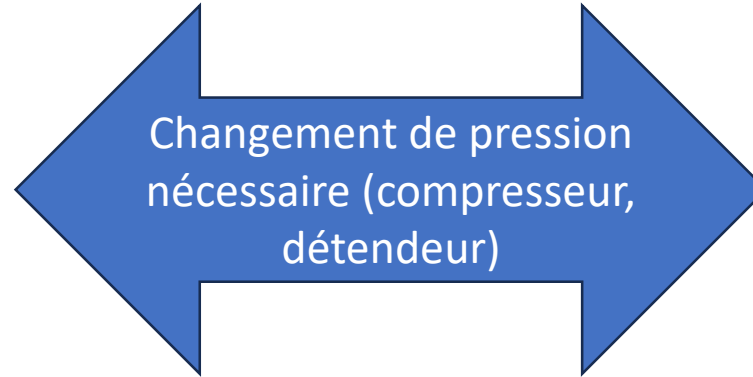 Changement de pression
nécessaire (compresseur,
détendeur)